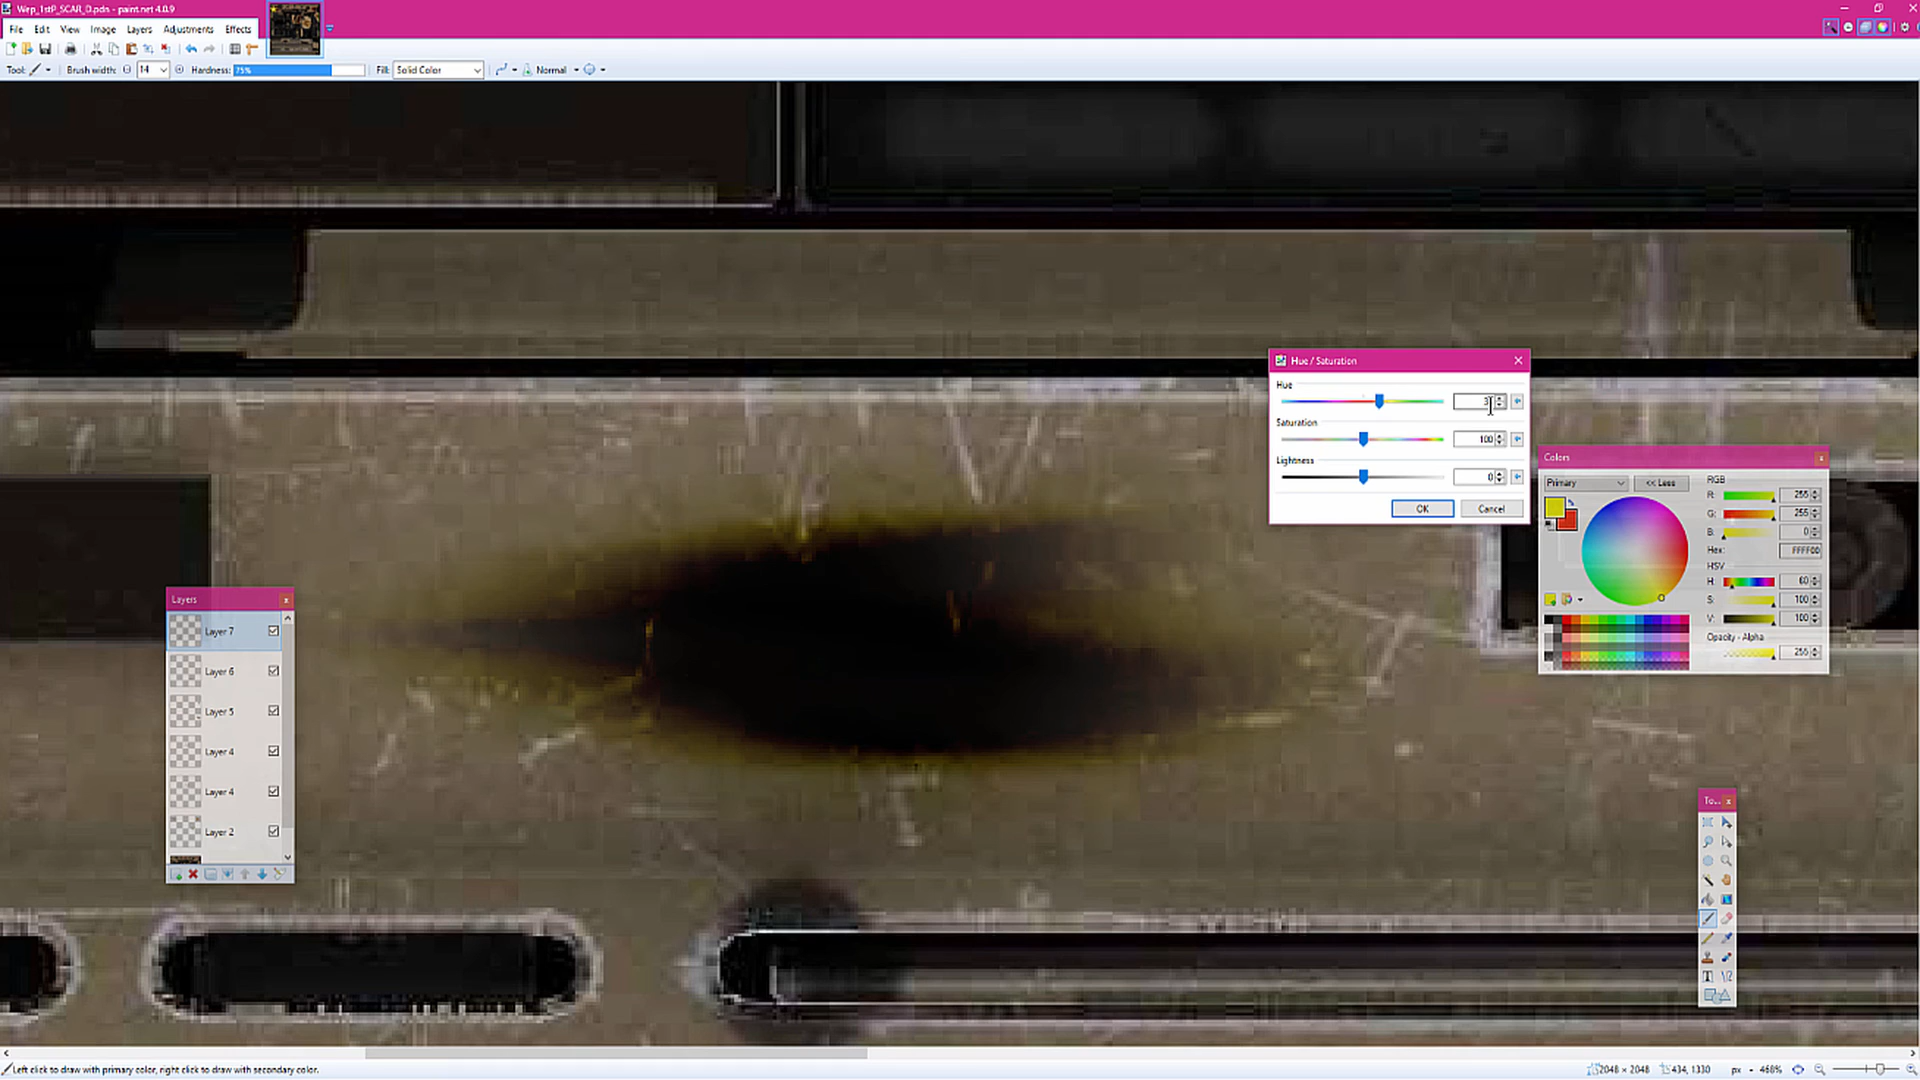 Wep_1stP_SCAR_D.pdn - paint.net 4.0.9
File Edit View Image Layers Adjustments Effects
Tool: Brush width: 14 Hardness: 75% Fill: Solid Color Normal
Hue / Saturation
Hue
Saturation
100
Lightness
0
OK Cancel
Colors
Primary << Less
RGB
R: 255
G: 255
B: 0
Hex: FFFF00
HSV
H: 60
S: 100
V: 100
Opacity - Alpha
255
Layers
Layer 7
Layer 6
Layer 5
Layer 4
Layer 4
Layer 2
To...
Left click to draw with primary color, right click to draw with secondary color.
2048 × 2048 434, 1330 px 468%